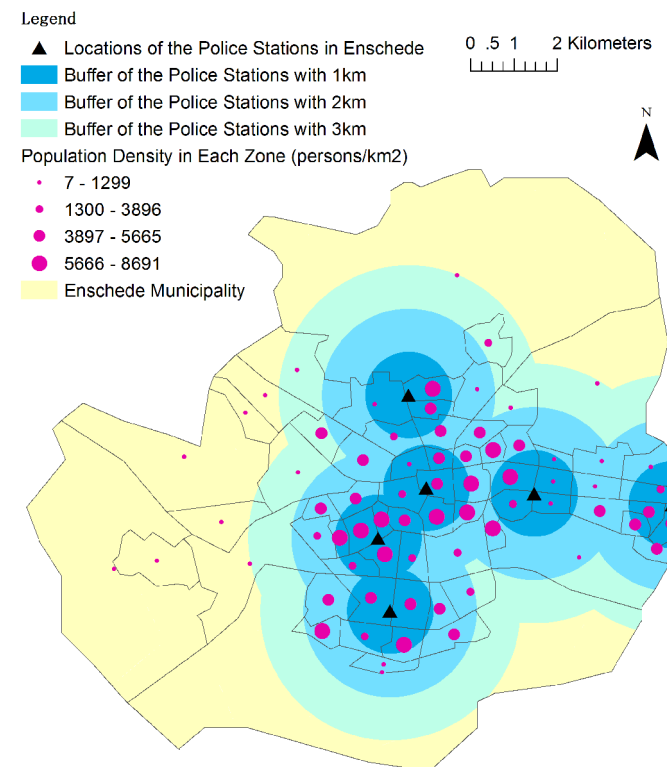 Legend
Locations of the Police Stations in Enschede
Buffer of the Police Stations with 1km
Buffer of the Police Stations with 2km
Buffer of the Police Stations with 3km
Population Density in Each Zone (persons/km2)
7 - 1299
1300 - 3896
3897 - 5665
5666 - 8691
Enschede Municipality
0 .5 1 2 Kilometers
N